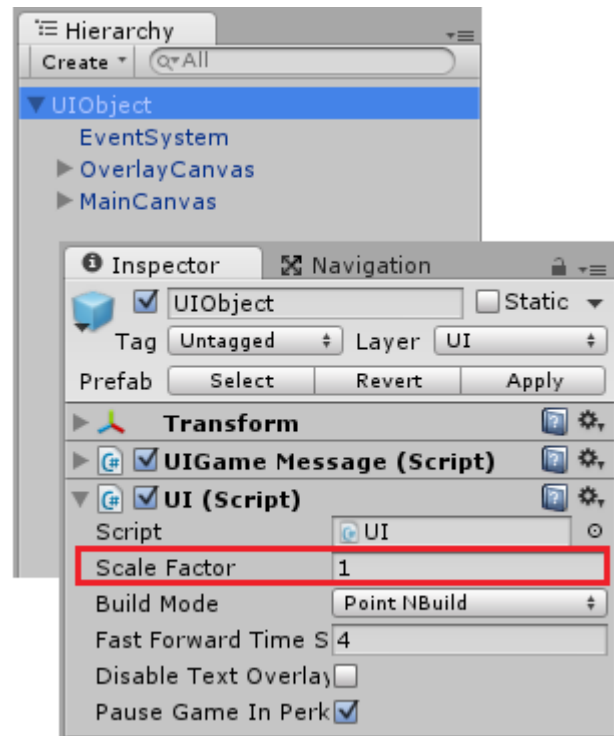 Hierarchy
Create All
UIObject
EventSystem
OverlayCanvas
MainCanvas
Inspector Navigation
UIObject Static
Tag Untagged Layer UI
Prefab Select Revert Apply
Transform
UIGame Message (Script)
UI (Script)
Script UI
Scale Factor 1
Build Mode Point NBuild
Fast Forward Time S 4
Disable Text Overlay
Pause Game In Perk